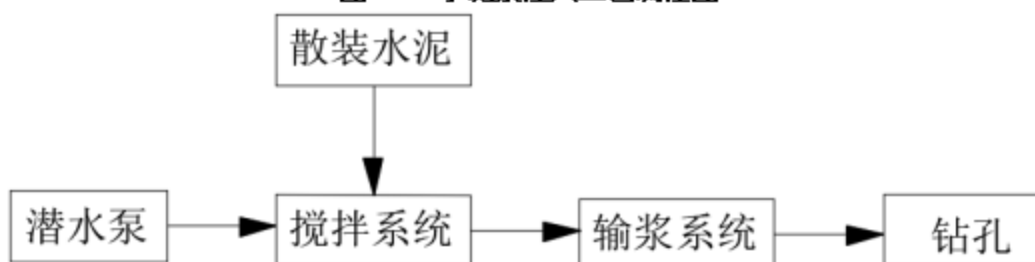 散装水泥
潜水泵
搅拌系统
输浆系统
钻孔